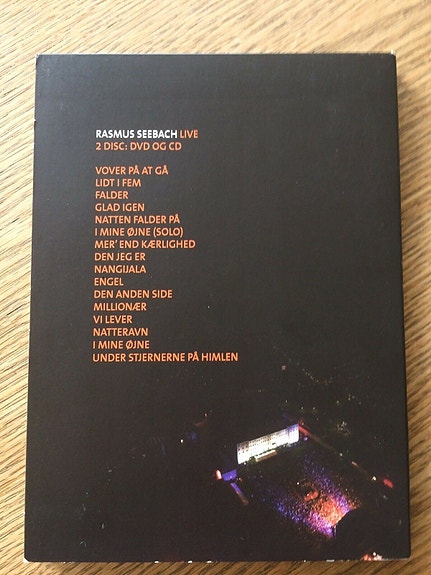 RASMUS SEEBACH LIVE
2 DISC: DVD OG CD
VOVER PÅ AT GÅ
LIDT I FEM
FALDER
GLAD IGEN
NATTEN FALDER PÅ
I MINE ØJNE (SOLO)
MER' END KÆRLIGHED
DEN JEG ER
NANGIJALA
ENGEL
DEN ANDEN SIDE
MILLIONÆR
VI LEVER
NATTERAVN
I MINE ØJNE
UNDER STJERNERNE PÅ HIMLEN